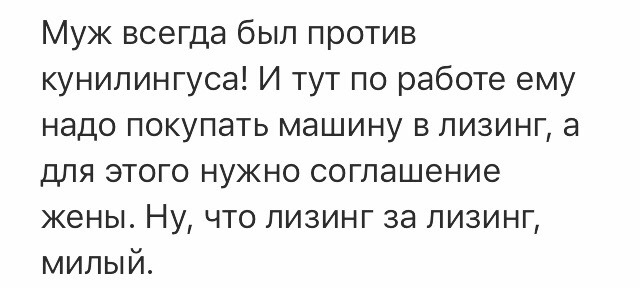 Муж всегда был против
кунилингуса! И тут по работе ему
надо покупать машину в лизинг, а
для этого нужно соглашение
жены. Ну, что лизинг за лизинг,
милый.